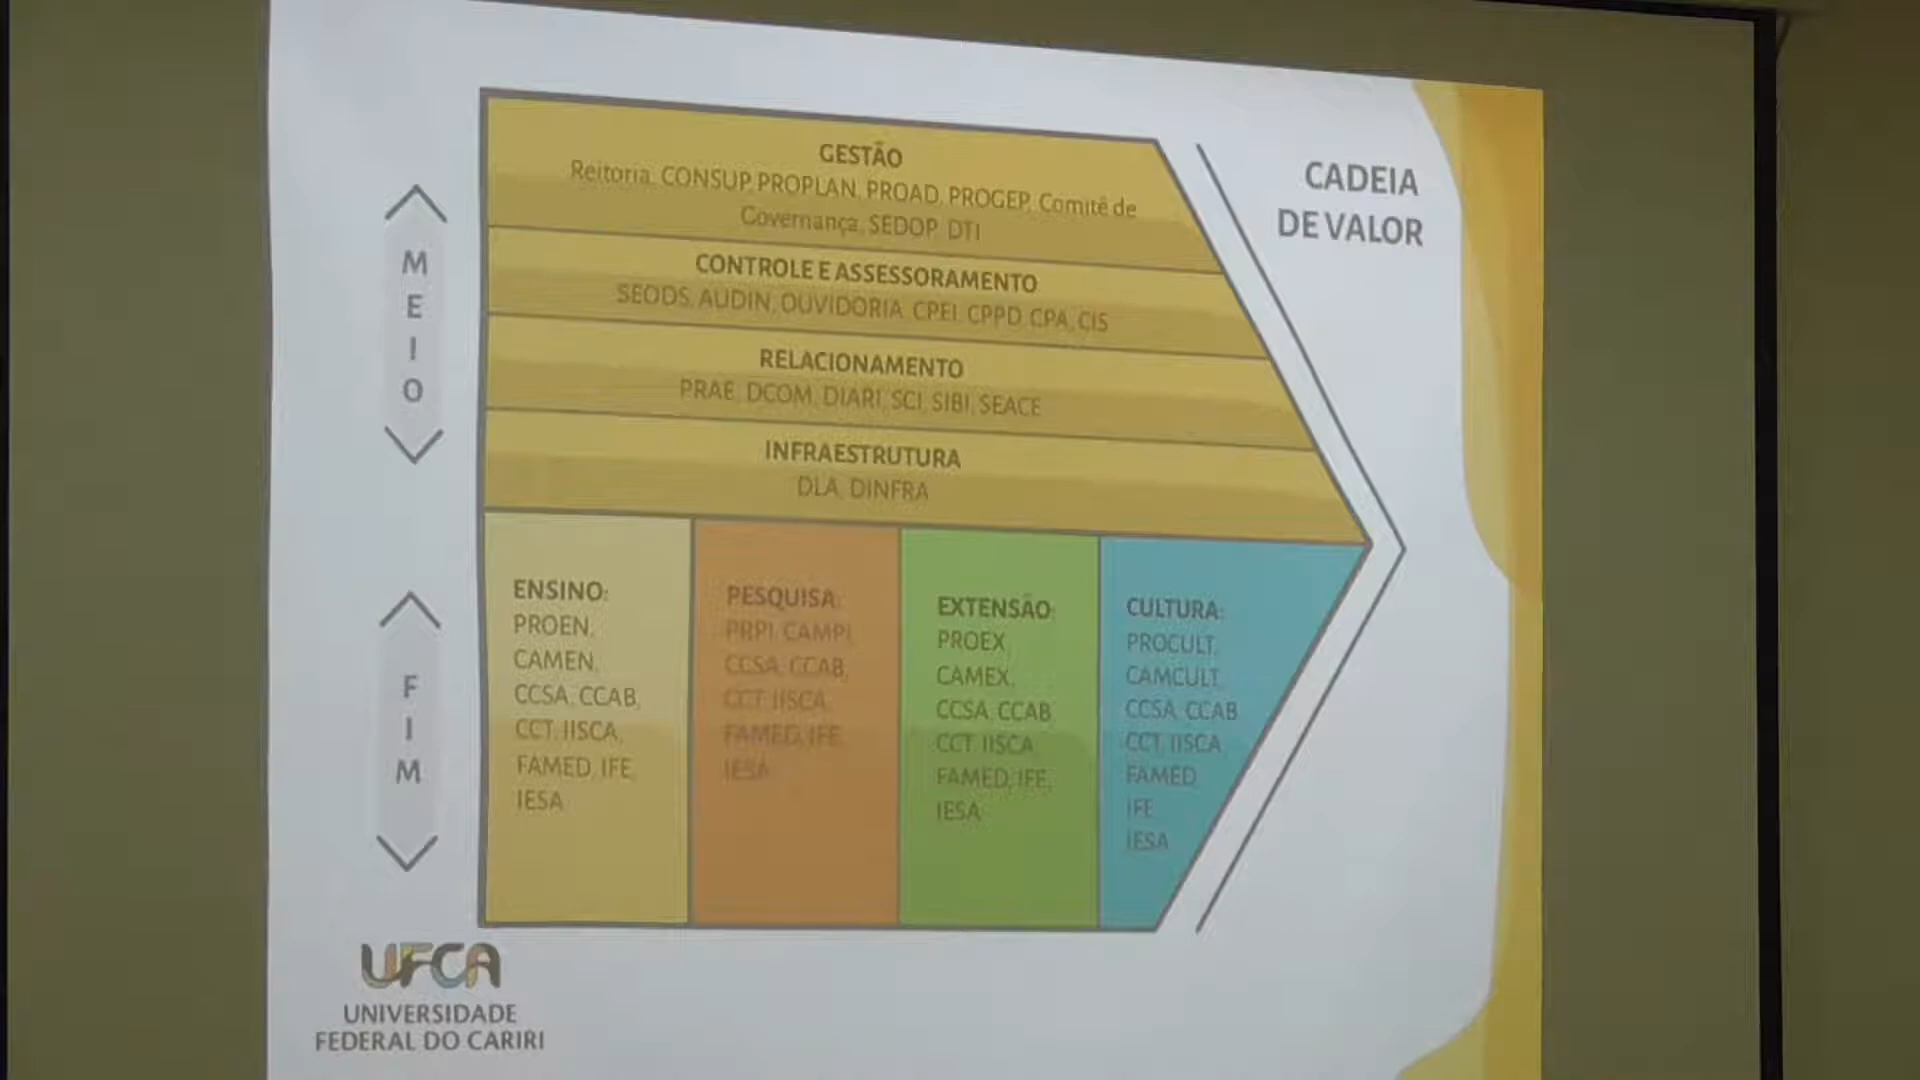 CADEIA
DE VALOR
MEIO
GESTÃO
Reitoria, CONSUP, PROPLAN, PROAD, PROGEP, Comitê de
Governança, SEDOP, DTI
CONTROLE E ASSESSORAMENTO
SEODS, AUDIN, OUVIDORIA, CPEI, CPPD, CPA, CIS
RELACIONAMENTO
PRAE, DCOM, DIARI, SCI, SIBI, SEACE
INFRAESTRUTURA
DLA, DINFRA
FIM
ENSINO:
PROEN,
CAMEN,
CCSA, CCAB,
CCT, IISCA,
FAMED, IFE,
IESA
PESQUISA:
PRPI, CAMPI,
CCSA, CCAB,
CCT, IISCA,
FAMED, IFE,
IESA
EXTENSÃO:
PROEX,
CAMEX,
CCSA, CCAB
CCT, IISCA,
FAMED, IFE,
IESA
CULTURA:
PROCULT,
CAMCULT,
CCSA, CCAB
CCT, IISCA,
FAMED
IFE
IESA
UFCA
UNIVERSIDADE
FEDERAL DO CARIRI